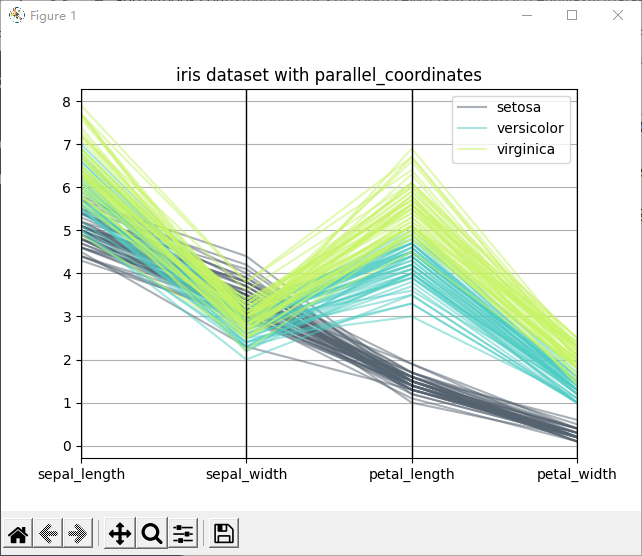 Figure 1
iris dataset with parallel_coordinates
setosa
versicolor
virginica
8
7
6
5
4
3
2
1
0
sepal_length sepal_width petal_length petal_width